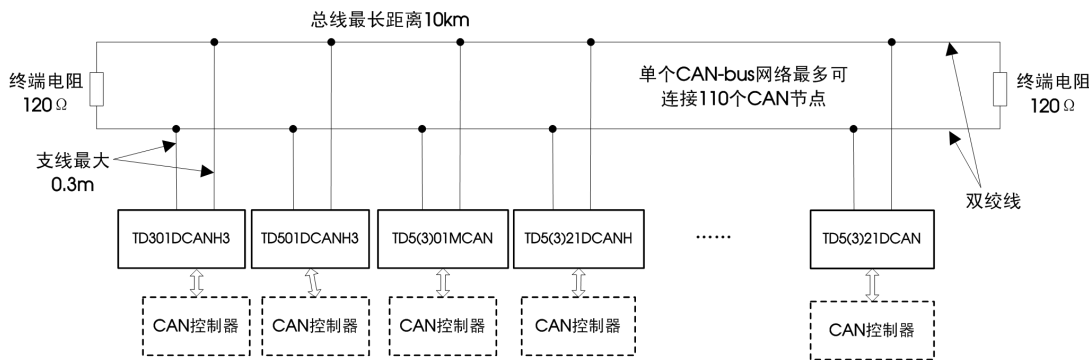 总线最长距离10km
终端电阻
120Ω
单个CAN-bus网络最多可
连接110个CAN节点
终端电阻
120Ω
支线最大
0.3m
双绞线
TD301DCANH3
TD501DCANH3
TD5(3)01MCAN
TD5(3)21DCANH
……
TD5(3)21DCAN
CAN控制器
CAN控制器
CAN控制器
CAN控制器
CAN控制器